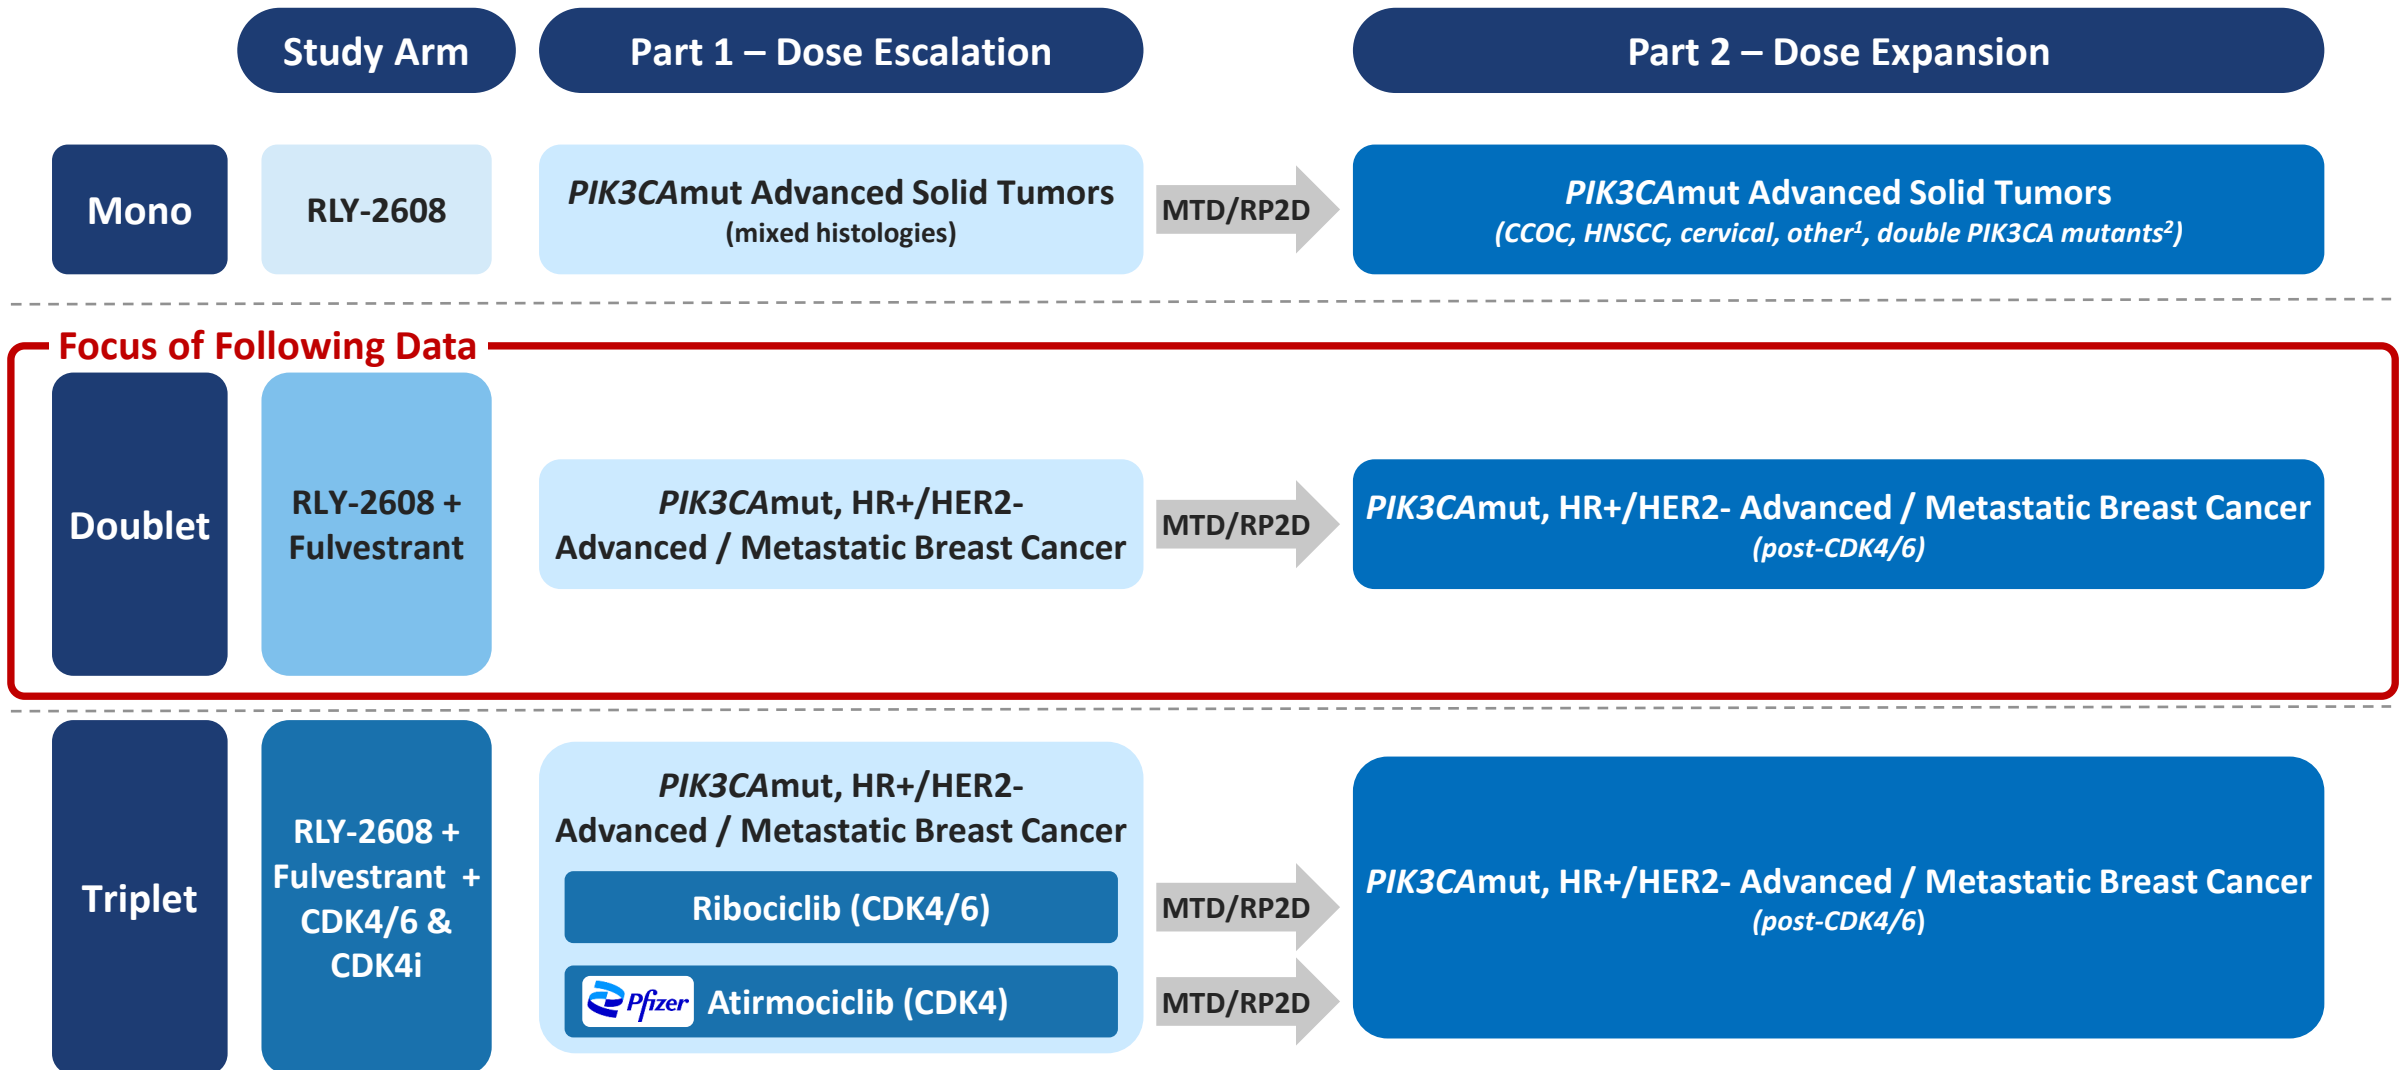 Study Arm
Part 1 – Dose Escalation
Part 2 – Dose Expansion
Mono
RLY-2608
PIK3CAmut Advanced Solid Tumors
(mixed histologies)
MTD/RP2D
PIK3CAmut Advanced Solid Tumors
(CCOC, HNSCC, cervical, other¹, double PIK3CA mutants²)
Focus of Following Data
Doublet
RLY-2608 +
Fulvestrant
PIK3CAmut, HR+/HER2-
Advanced / Metastatic Breast Cancer
MTD/RP2D
PIK3CAmut, HR+/HER2- Advanced / Metastatic Breast Cancer
(post-CDK4/6)
Triplet
RLY-2608 +
Fulvestrant +
CDK4/6 &
CDK4i
PIK3CAmut, HR+/HER2-
Advanced / Metastatic Breast Cancer
Ribociclib (CDK4/6)
MTD/RP2D
Pfizer Atirmociclib (CDK4)
MTD/RP2D
PIK3CAmut, HR+/HER2- Advanced / Metastatic Breast Cancer
(post-CDK4/6)